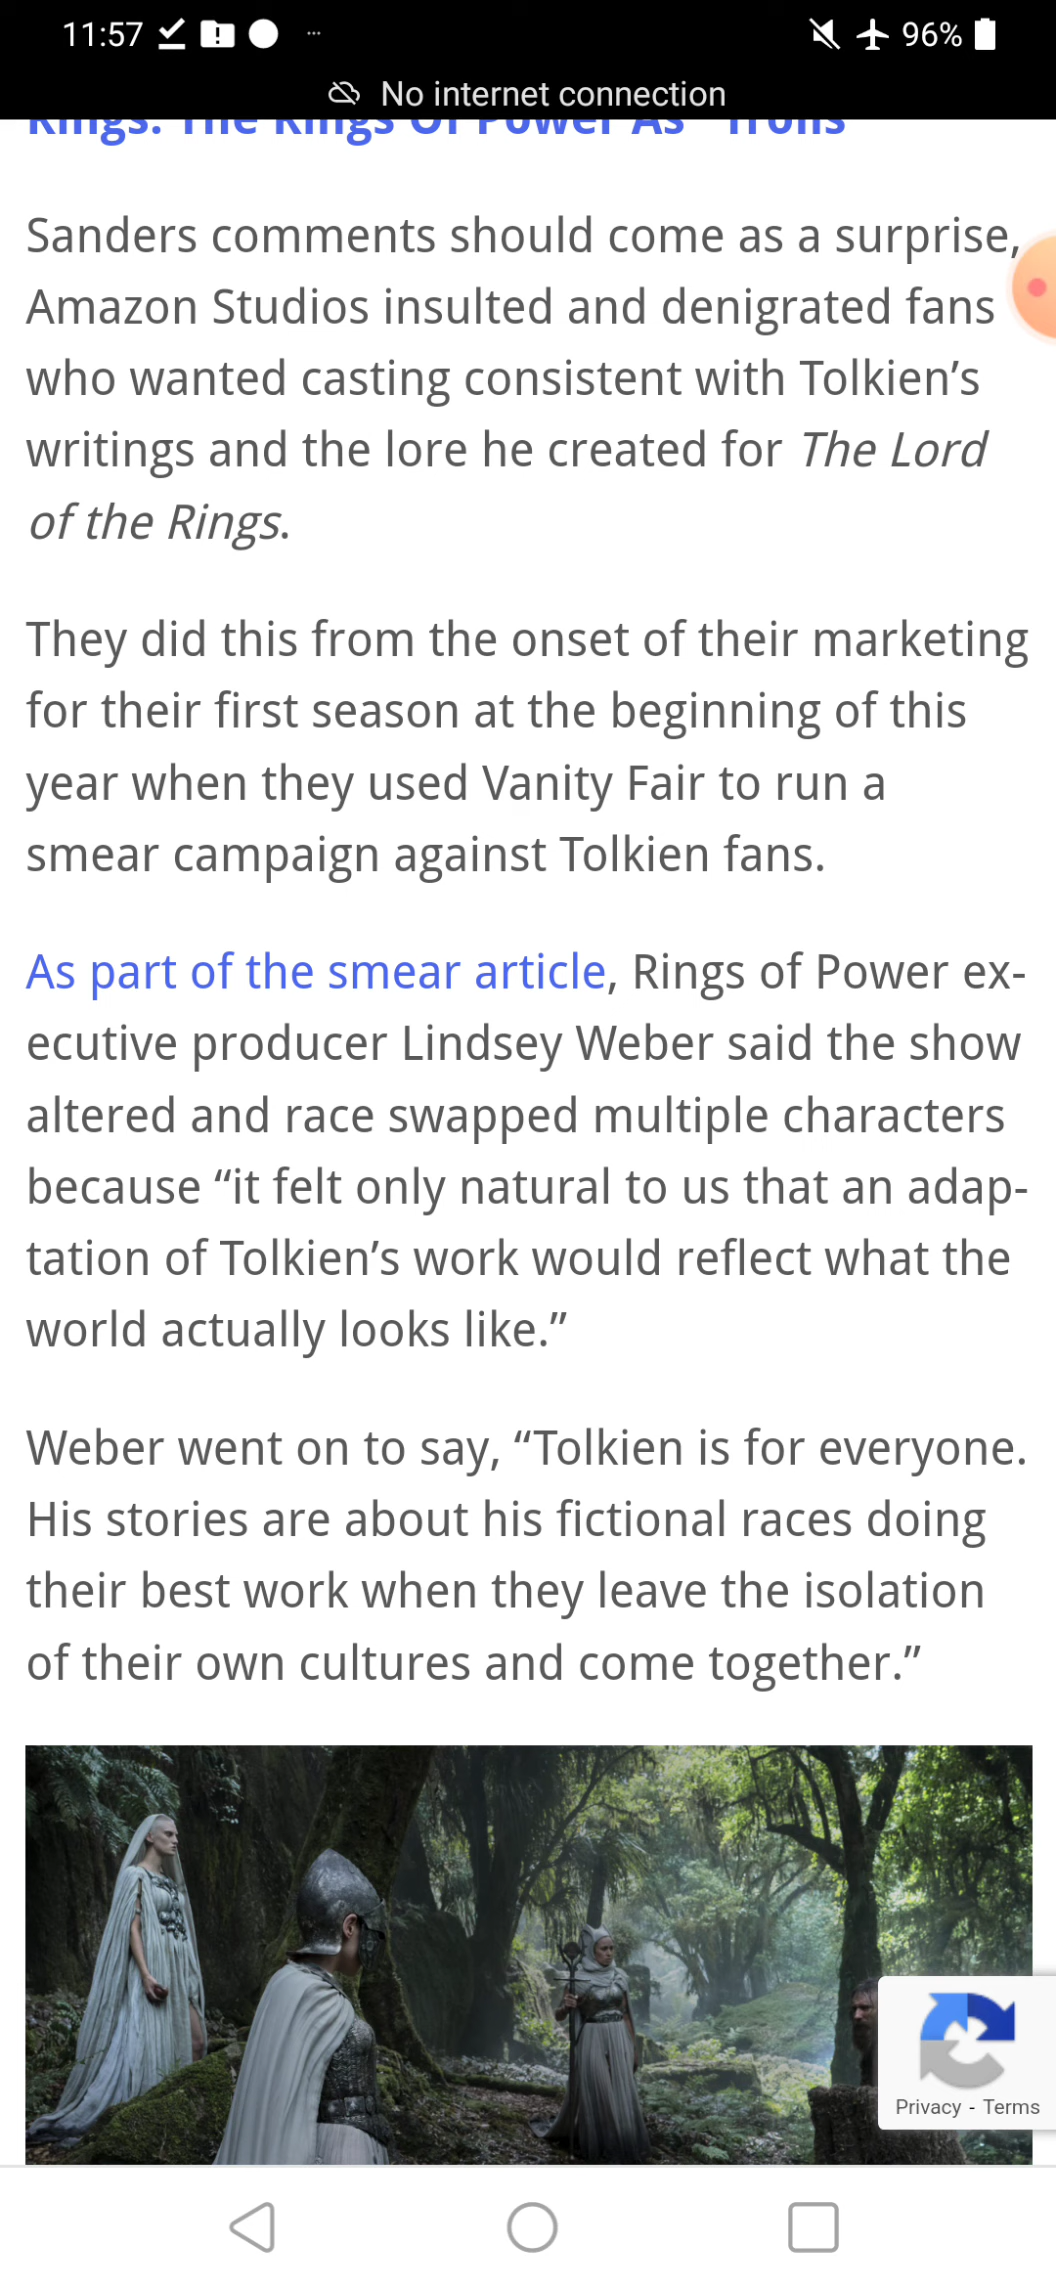 11:57
96%
No internet connection
Rings: The Rings Of Power As “Trolls”
Sanders comments should come as a surprise,
Amazon Studios insulted and denigrated fans
who wanted casting consistent with Tolkien’s
writings and the lore he created for The Lord
of the Rings.
They did this from the onset of their marketing
for their first season at the beginning of this
year when they used Vanity Fair to run a
smear campaign against Tolkien fans.
As part of the smear article, Rings of Power ex-
ecutive producer Lindsey Weber said the show
altered and race swapped multiple characters
because “it felt only natural to us that an adap-
tation of Tolkien’s work would reflect what the
world actually looks like.”
Weber went on to say, “Tolkien is for everyone.
His stories are about his fictional races doing
their best work when they leave the isolation
of their own cultures and come together.”
Privacy - Terms